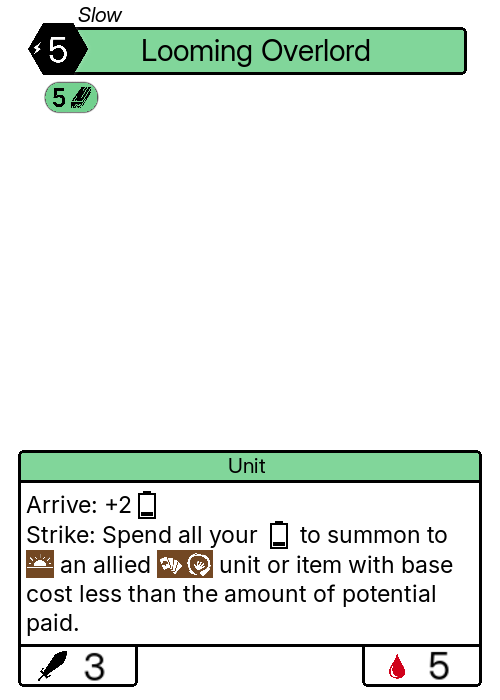 Slow
5 Looming Overlord
5
Unit
Arrive: +2
Strike: Spend all your to summon to
an allied unit or item with base
cost less than the amount of potential
paid.
3 5